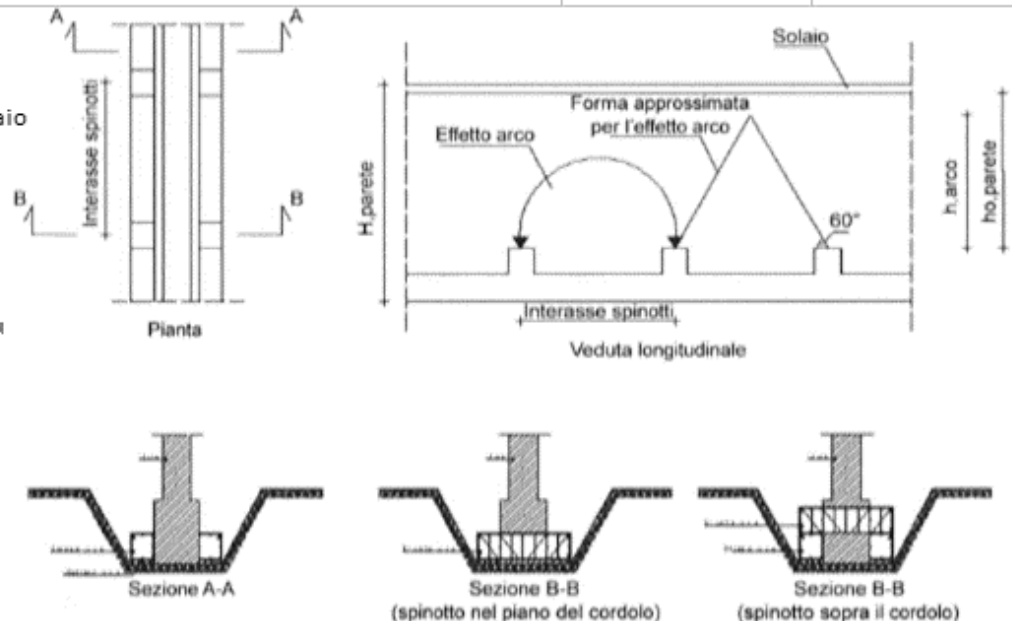 A
A
Interasse spinotti
B
B
Pianta
aio
Solaio
Forma approssimata
per l'effetto arco
Effetto arco
H,parete
60°
h,arco
ho,parete
Interasse spinotti
Veduta longitudinale
Sezione A-A
Sezione B-B
(spinotto nel piano del cordolo)
Sezione B-B
(spinotto sopra il cordolo)